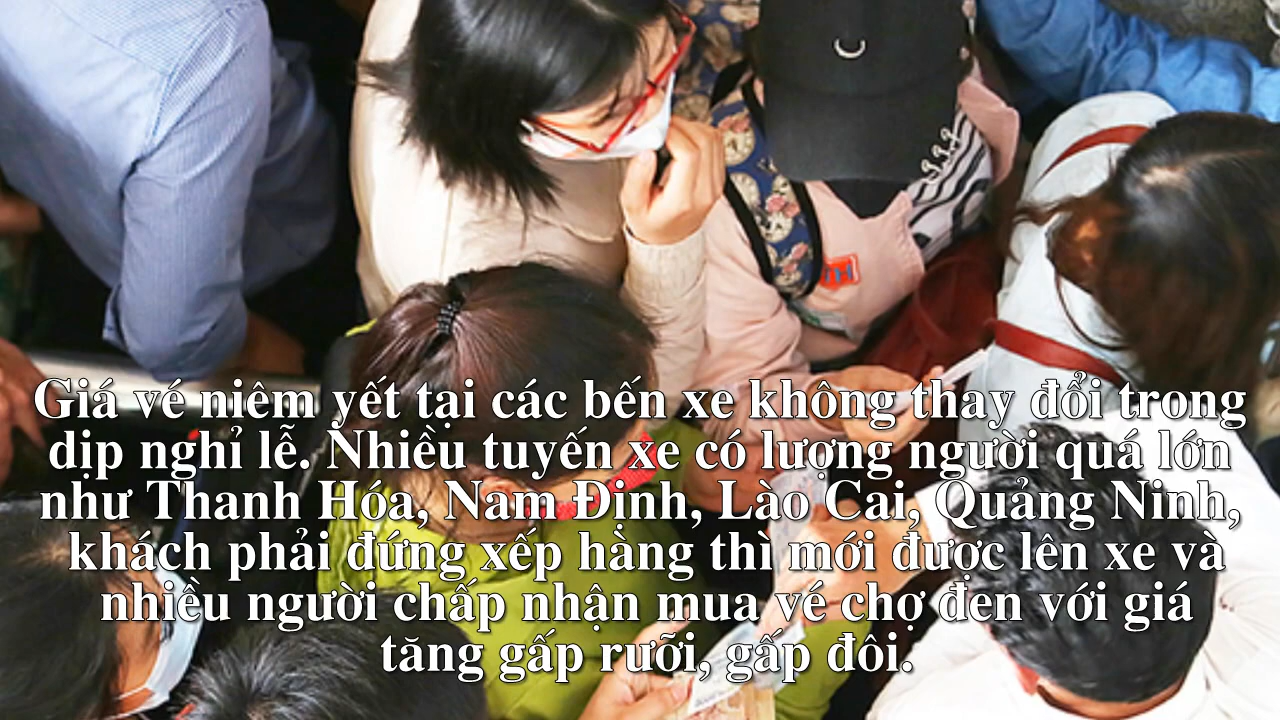 Giá vé niêm yết tại các bến xe không thay đổi trong
dịp nghỉ lễ. Nhiều tuyến xe có lượng người quá lớn
như Thanh Hóa, Nam Định, Lào Cai, Quảng Ninh,
khách phải đứng xếp hàng thì mới được lên xe và
nhiều người chấp nhận mua vé chợ đen với giá
tăng gấp rưỡi, gấp đôi.